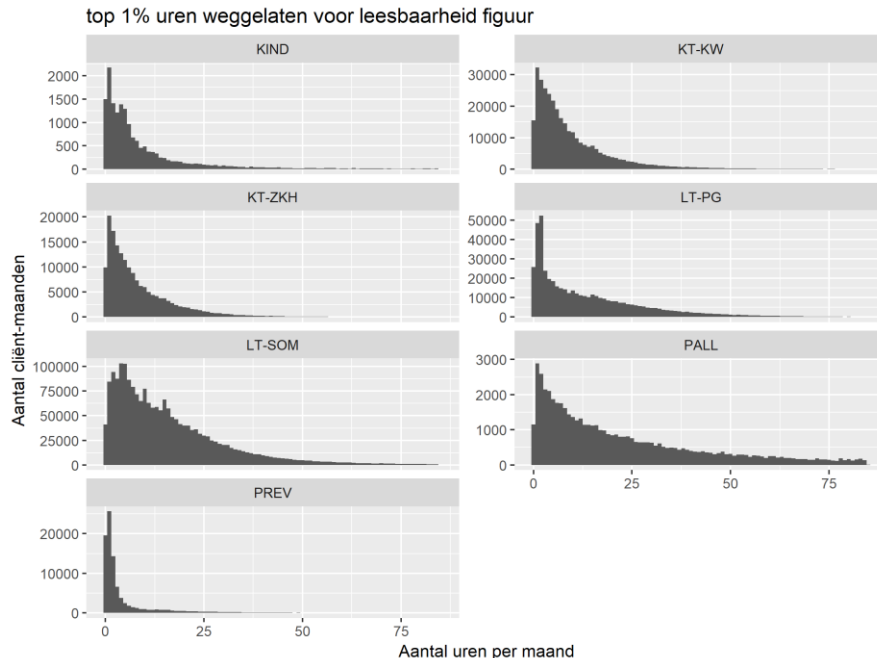 top 1% uren weggelaten voor leesbaarheid figuur
KIND
2000
1500
1000
500
0
KT-KW
30000
20000
10000
0
KT-ZKH
20000
15000
10000
5000
0
LT-PG
50000
40000
30000
20000
10000
0
LT-SOM
100000
75000
50000
25000
0
PALL
3000
2000
1000
0
0 25 50 75
PREV
20000
10000
0
0 25 50 75
Aantal cliënt-maanden
Aantal uren per maand